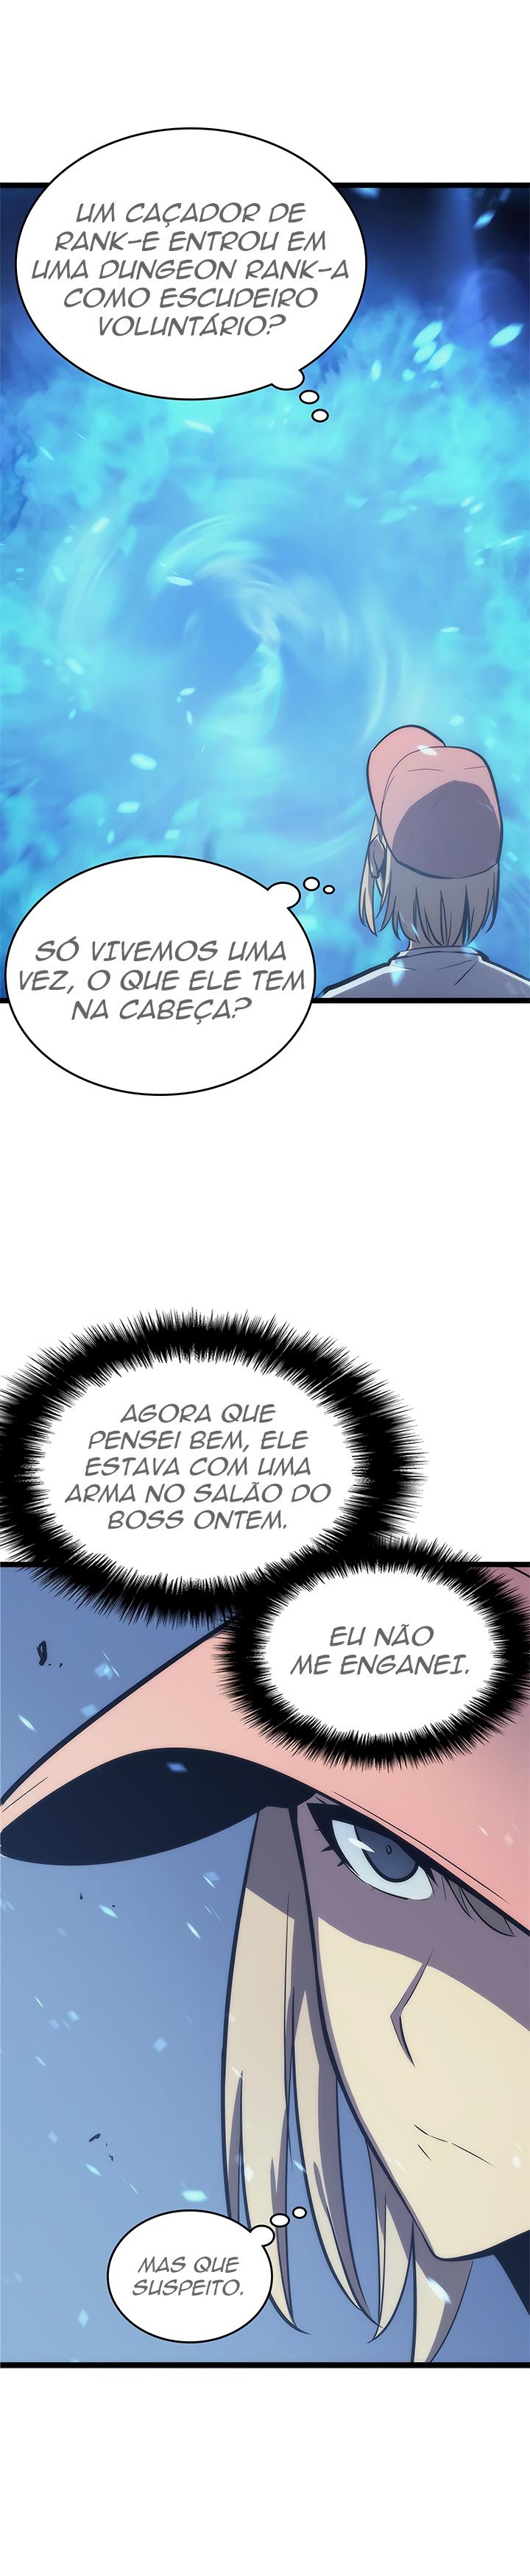 UM CAÇADOR DE
RANK-E ENTROU EM
UMA DUNGEON RANK-A
COMO ESCUDEIRO
VOLUNTÁRIO?
SÓ VIVEMOS UMA
VEZ, O QUE ELE TEM
NA CABEÇA?
AGORA QUE
PENSEI BEM, ELE
ESTAVA COM UMA
ARMA NO SALÃO DO
BOSS ONTEM.
EU NÃO
ME ENGANEI.
MAS QUE
SUSPEITO.